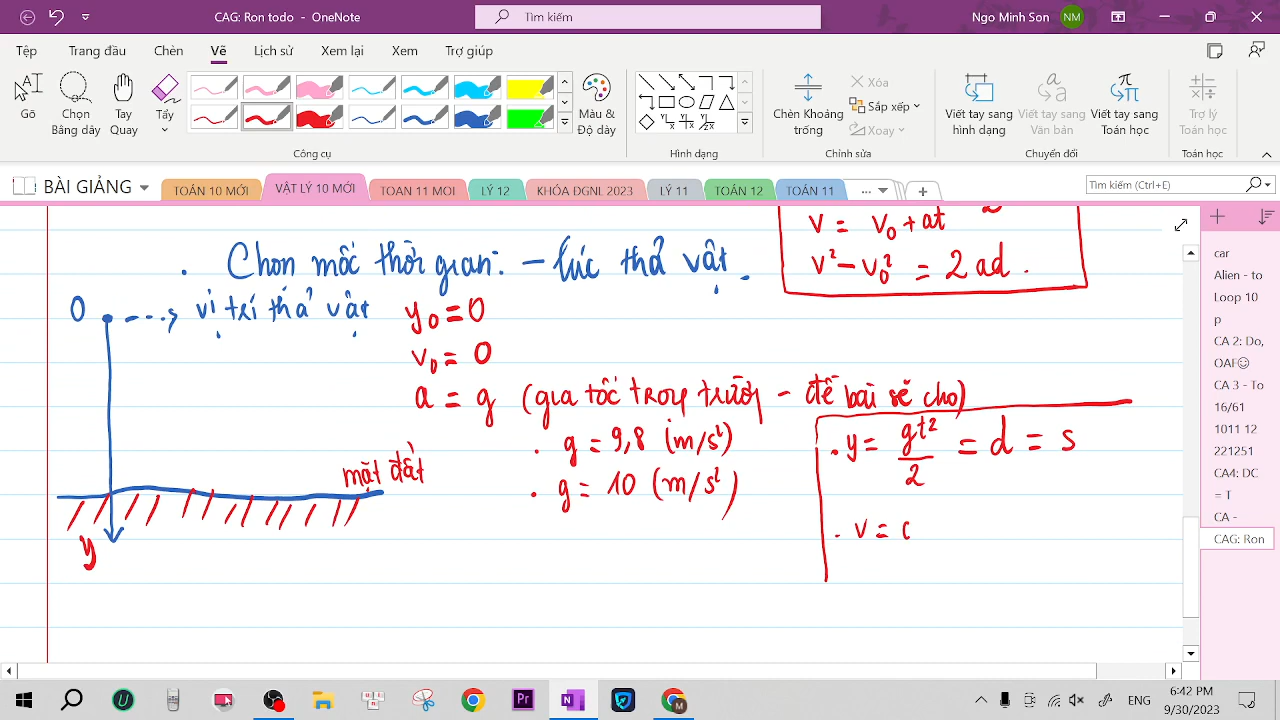 CAG: Ron todo - OneNote
Tìm kiếm
Ngo Minh Son
NM
Tệp
Trang đầu
Chèn
Vẽ
Lịch sử
Xem lại
Xem
Trợ giúp
Gõ
Chọn Bằng dây
Tay Quay
Tẩy
Màu & Độ dày
Chèn Khoảng trống
Xóa
Sắp xếp
Xoay
Viết tay sang hình dạng
Viết tay sang Văn bản
Viết tay sang Toán học
Trợ lý Toán học
Công cụ
Hình dạng
Chỉnh sửa
Chuyển đổi
Toán học
BÀI GIẢNG
TOÁN 10 MỚI
VẬT LÝ 10 MỚI
TOAN 11 MOI
LÝ 12
KHÓA ĐGNL 2023
LÝ 11
TOÁN 12
TOÁN 11
...
Tìm kiếm (Ctrl+E)
v = v₀ + at
v² - v₀² = 2 ad.
. Chọn mốc thời gian: - lúc thả vật.
O
vị trí thả vật
y₀ = 0
v₀ = 0
a = g (gia tốc trọng trường - đề bài sẽ cho)
. g = 9,8 (m/s²)
. g = 10 (m/s²)
mặt đất
y
. y = gt²/2 = d = s
. v =
car
Alien - to
Loop 10
p
CA 2: Do,
OAF☺
CA 3 - To
16/61
1011 12
221251
CA4: DC
= T
CA -
CAG: Ron
U
Pr
N
M
ENG
6:42 PM
9/30/2023